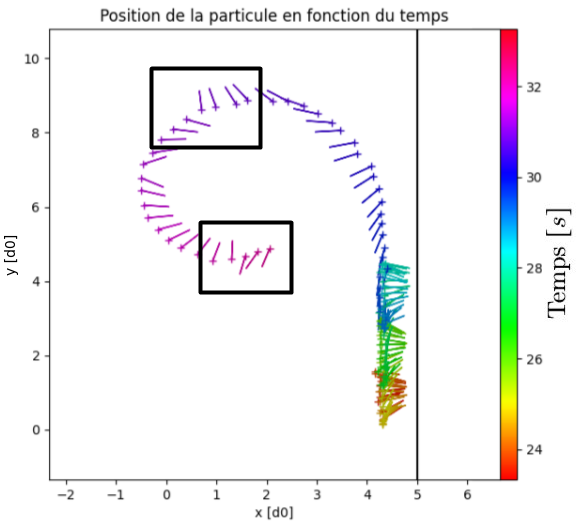 Position de la particule en fonction du temps
10
8
6
4
2
0
y [d0]
−2 −1 0 1 2 3 4 5 6
x [d0]
32
30
28
26
24
Temps [s]